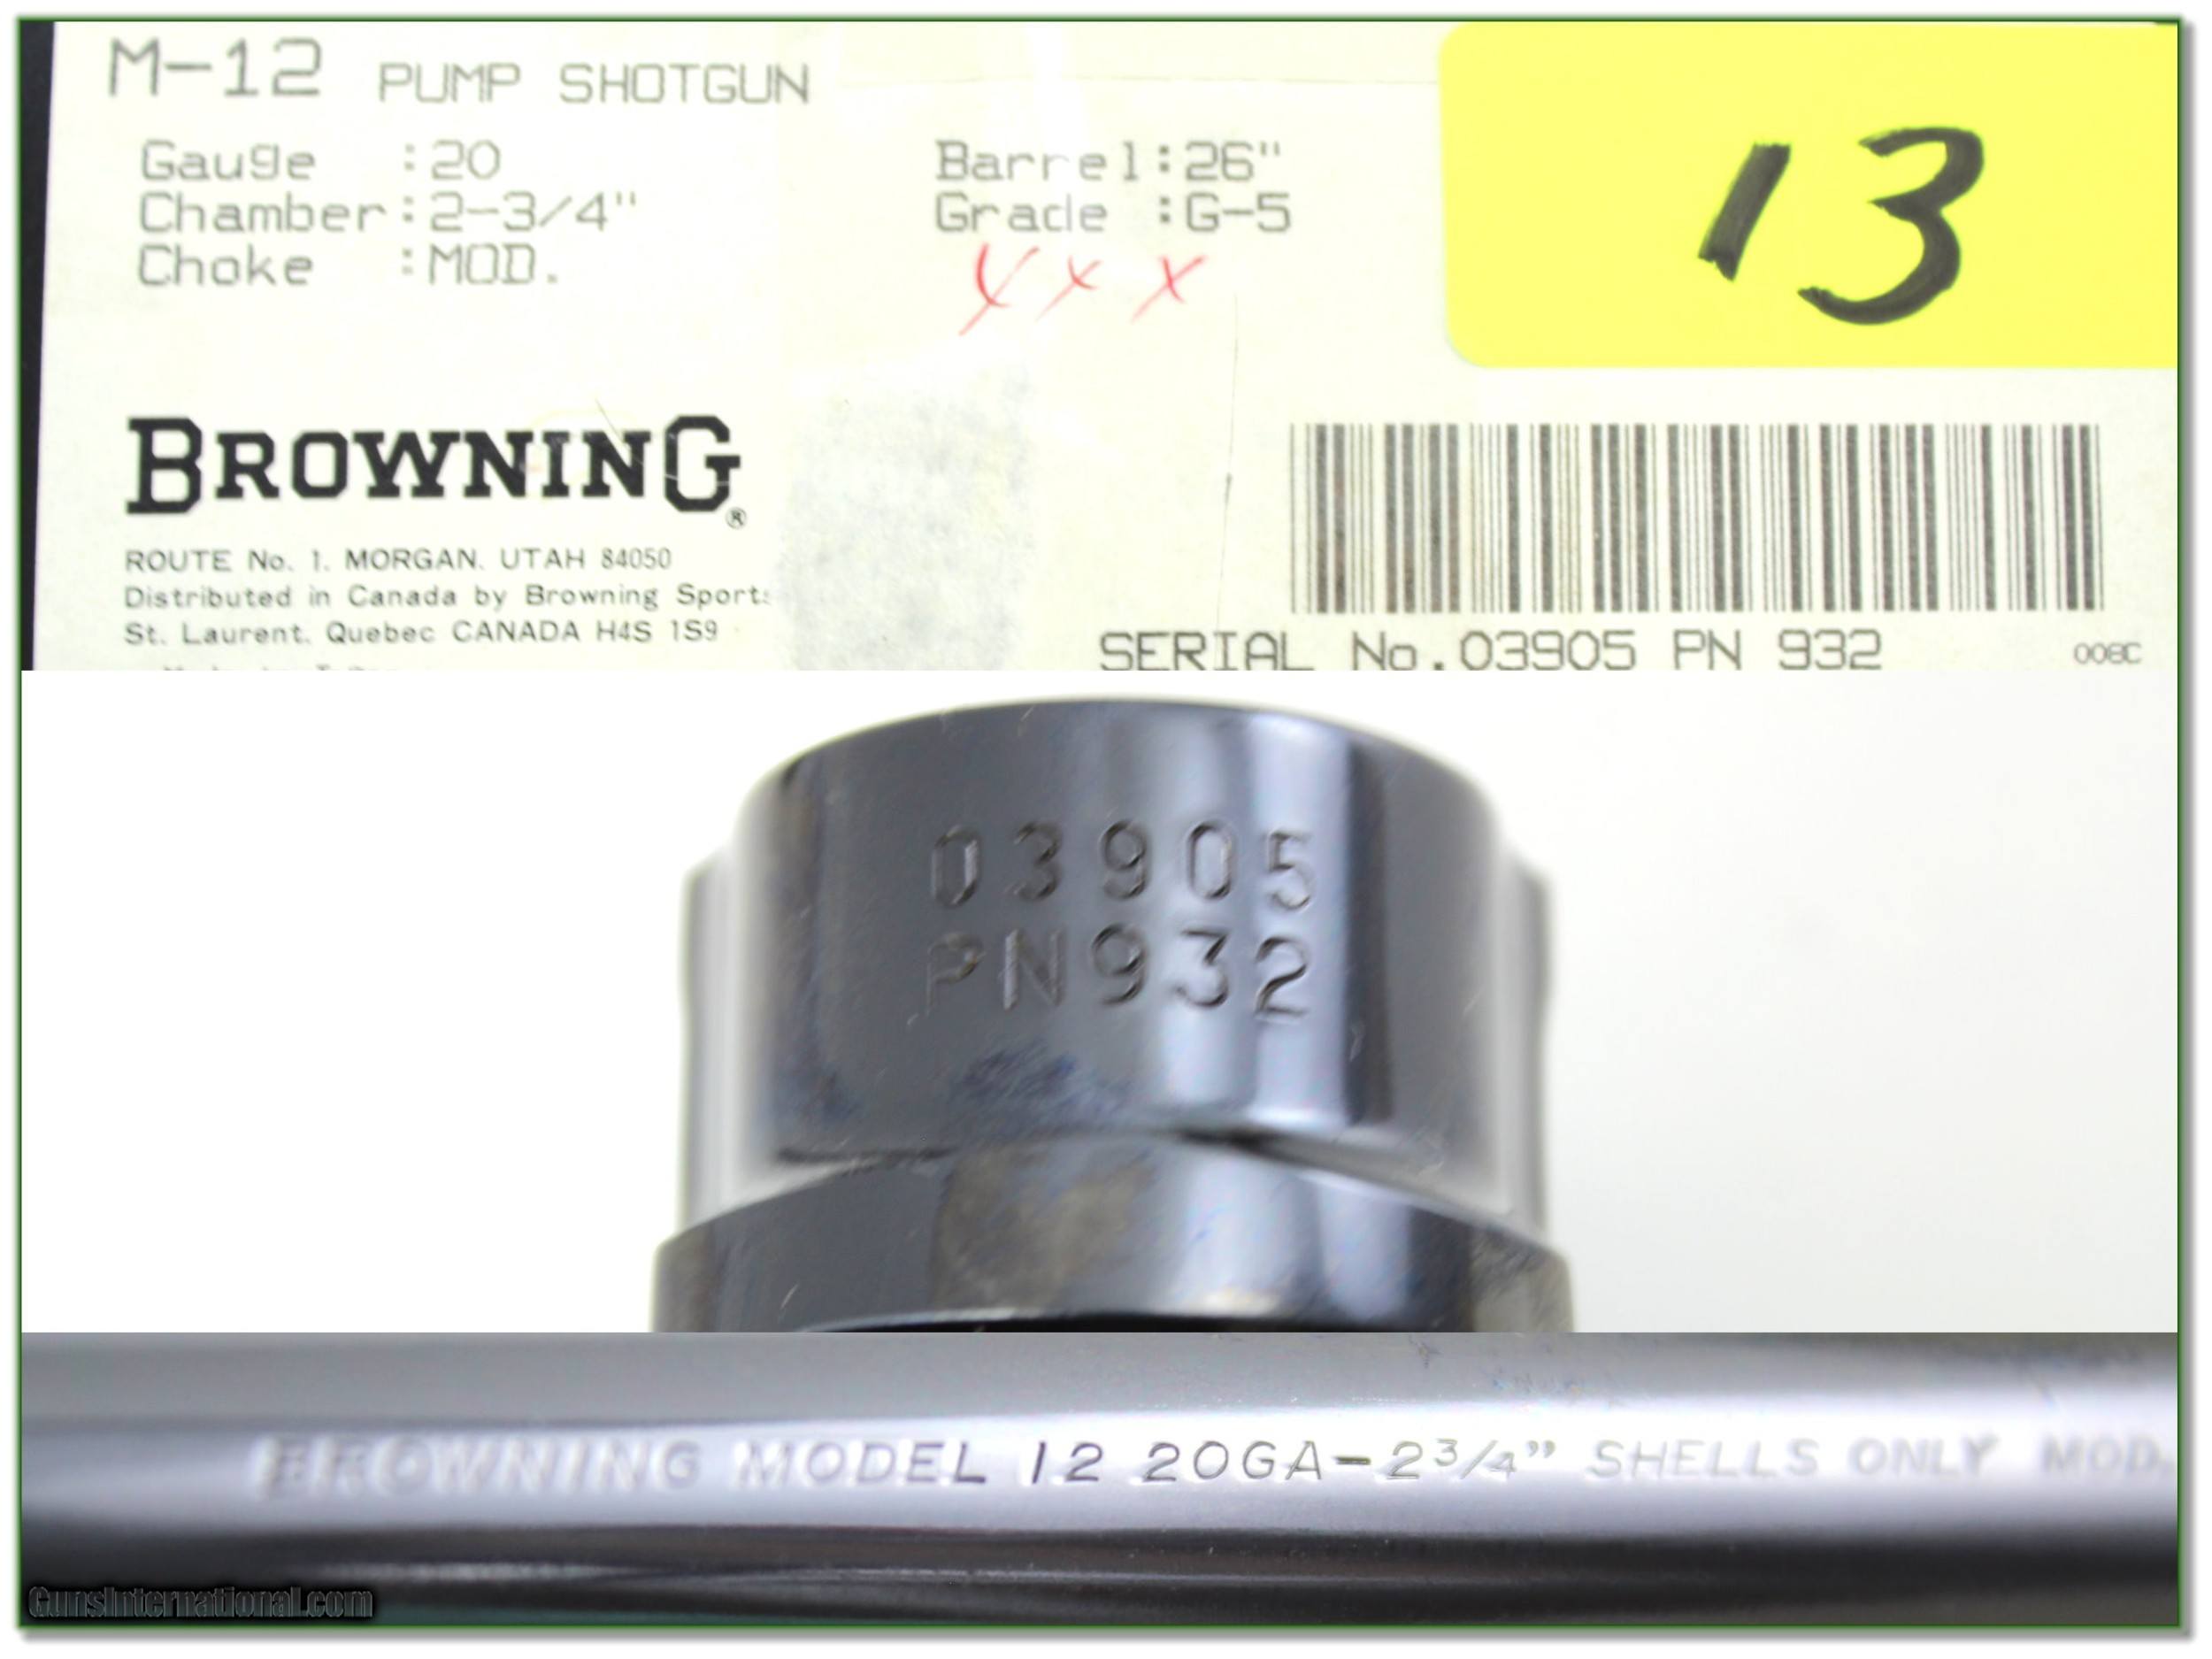 M-12 PUMP SHOTGUN
Gauge :20
Chamber:2-3/4"
Choke :MOD.
Barrel:26"
Grade :G-5
XXX
13
BROWNING®
ROUTE No. 1, MORGAN, UTAH 84050
Distributed in Canada by Browning Sports
St. Laurent, Quebec CANADA H4S 1S9
SERIAL No.03905 PN 932
008C
03905
PN932
BROWNING MODEL 12 20GA-2¾" SHELLS ONLY MOD.
GunsInternational.com